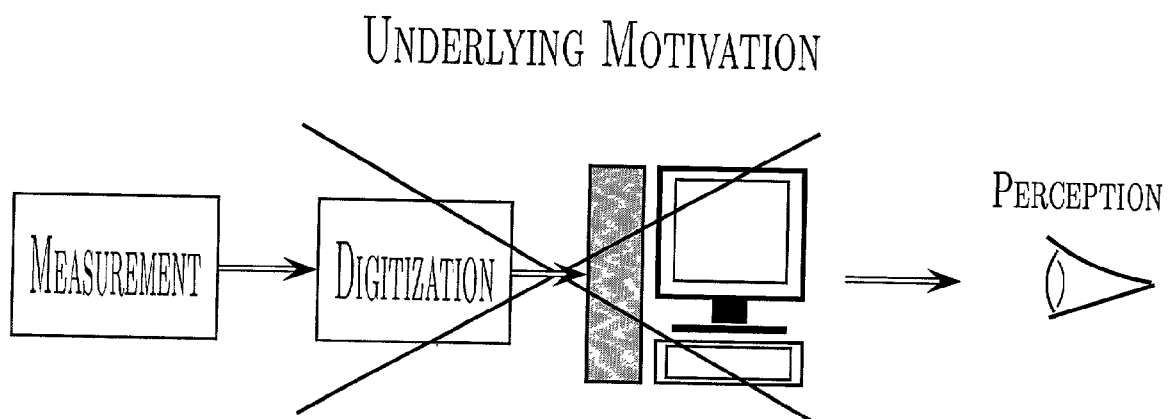 UNDERLYING MOTIVATION
PERCEPTION
MEASUREMENT
DIGITIZATION